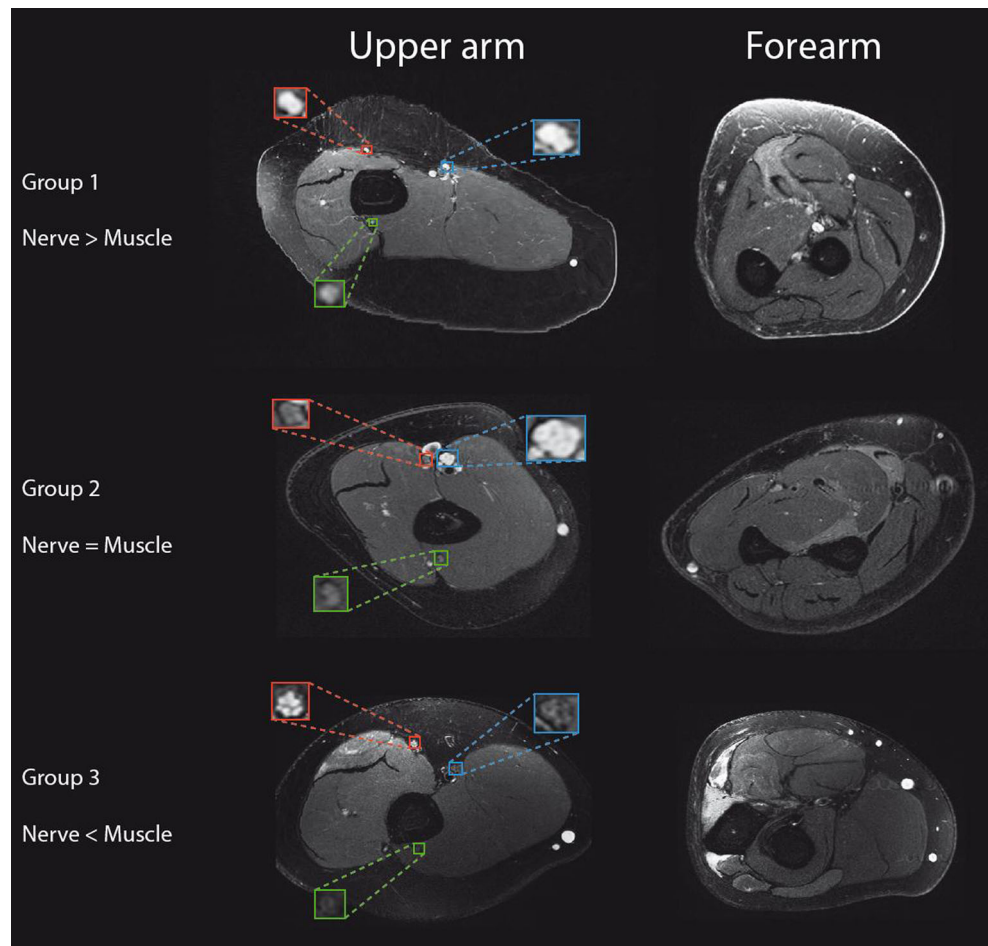 Upper arm Forearm
Group 1
Nerve > Muscle
Group 2
Nerve = Muscle
Group 3
Nerve < Muscle